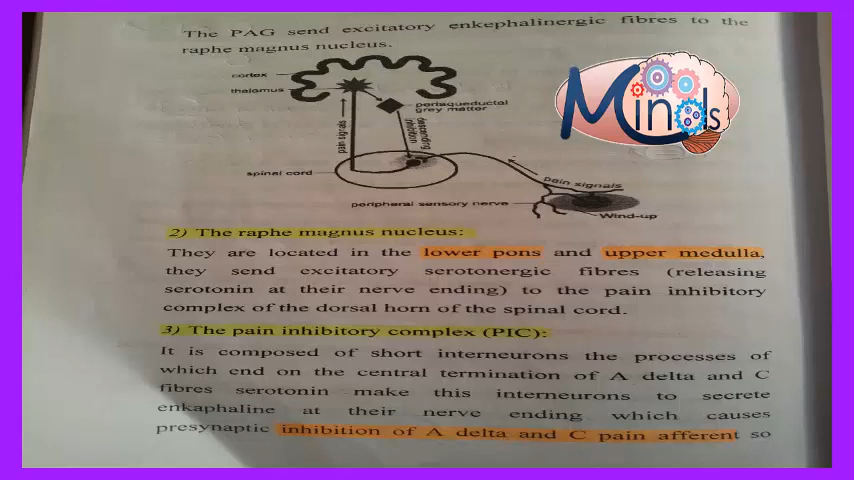 The PAG send excitatory enkephalinergic fibres to the
raphe magnus nucleus.
cortex
thalamus
periaqueductal
grey matter
pain signals
descending
inhibition
spinal cord
pain signals
peripheral sensory nerve
Wind-up
Minds
2) The raphe magnus nucleus:
They are located in the lower pons and upper medulla,
they send excitatory serotonergic fibres (releasing
serotonin at their nerve ending) to the pain inhibitory
complex of the dorsal horn of the spinal cord.
3) The pain inhibitory complex (PIC):
It is composed of short interneurons the processes of
which end on the central termination of A delta and C
fibres serotonin make this interneurons to secrete
enkaphaline at their nerve ending which causes
presynaptic inhibition of A delta and C pain afferent so